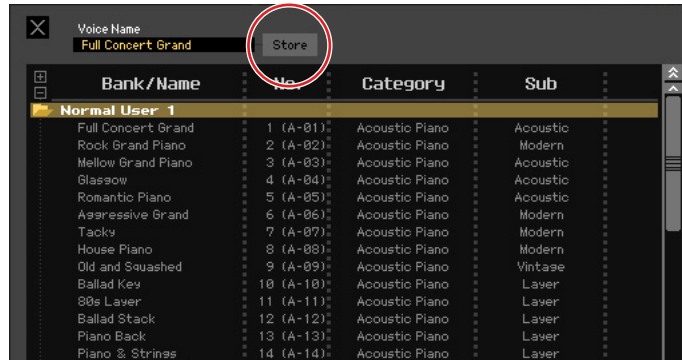 Voice Name
Full Concert Grand Store
Bank/Name No. Category Sub
Normal User 1
Full Concert Grand 1 (A-01) Acoustic Piano Acoustic
Rock Grand Piano 2 (A-02) Acoustic Piano Modern
Mellow Grand Piano 3 (A-03) Acoustic Piano Acoustic
Glasgow 4 (A-04) Acoustic Piano Acoustic
Romantic Piano 5 (A-05) Acoustic Piano Acoustic
Aggressive Grand 6 (A-06) Acoustic Piano Modern
Tacky 7 (A-07) Acoustic Piano Modern
House Piano 8 (A-08) Acoustic Piano Modern
Old and Squashed 9 (A-09) Acoustic Piano Vintage
Ballad Key 10 (A-10) Acoustic Piano Layer
80s Layer 11 (A-11) Acoustic Piano Layer
Ballad Stack 12 (A-12) Acoustic Piano Layer
Piano Back 13 (A-13) Acoustic Piano Layer
Piano & Strings 14 (A-14) Acoustic Piano Layer